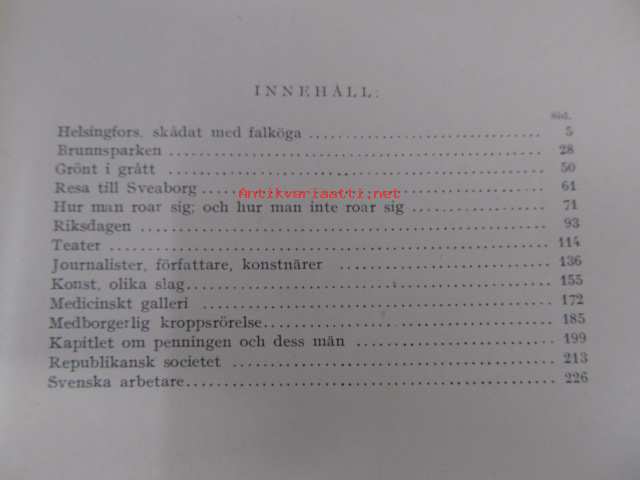 INNEHÅLL:
Sid.
Helsingfors, skådat med falköga ........ 5
Brunnsparken ........ 28
Grönt i grått ........ 50
Resa till Sveaborg ........ 61
Antikvariaatti.net
Hur man roar sig; och hur man inte roar sig ........ 71
Riksdagen ........ 93
Teater ........ 114
Journalister, författare, konstnärer ........ 136
Konst, olika slag ........ 155
Medicinskt galleri ........ 172
Medborgerlig kroppsrörelse ........ 185
Kapitlet om penningen och dess män ........ 199
Republikansk societet ........ 213
Svenska arbetare ........ 226